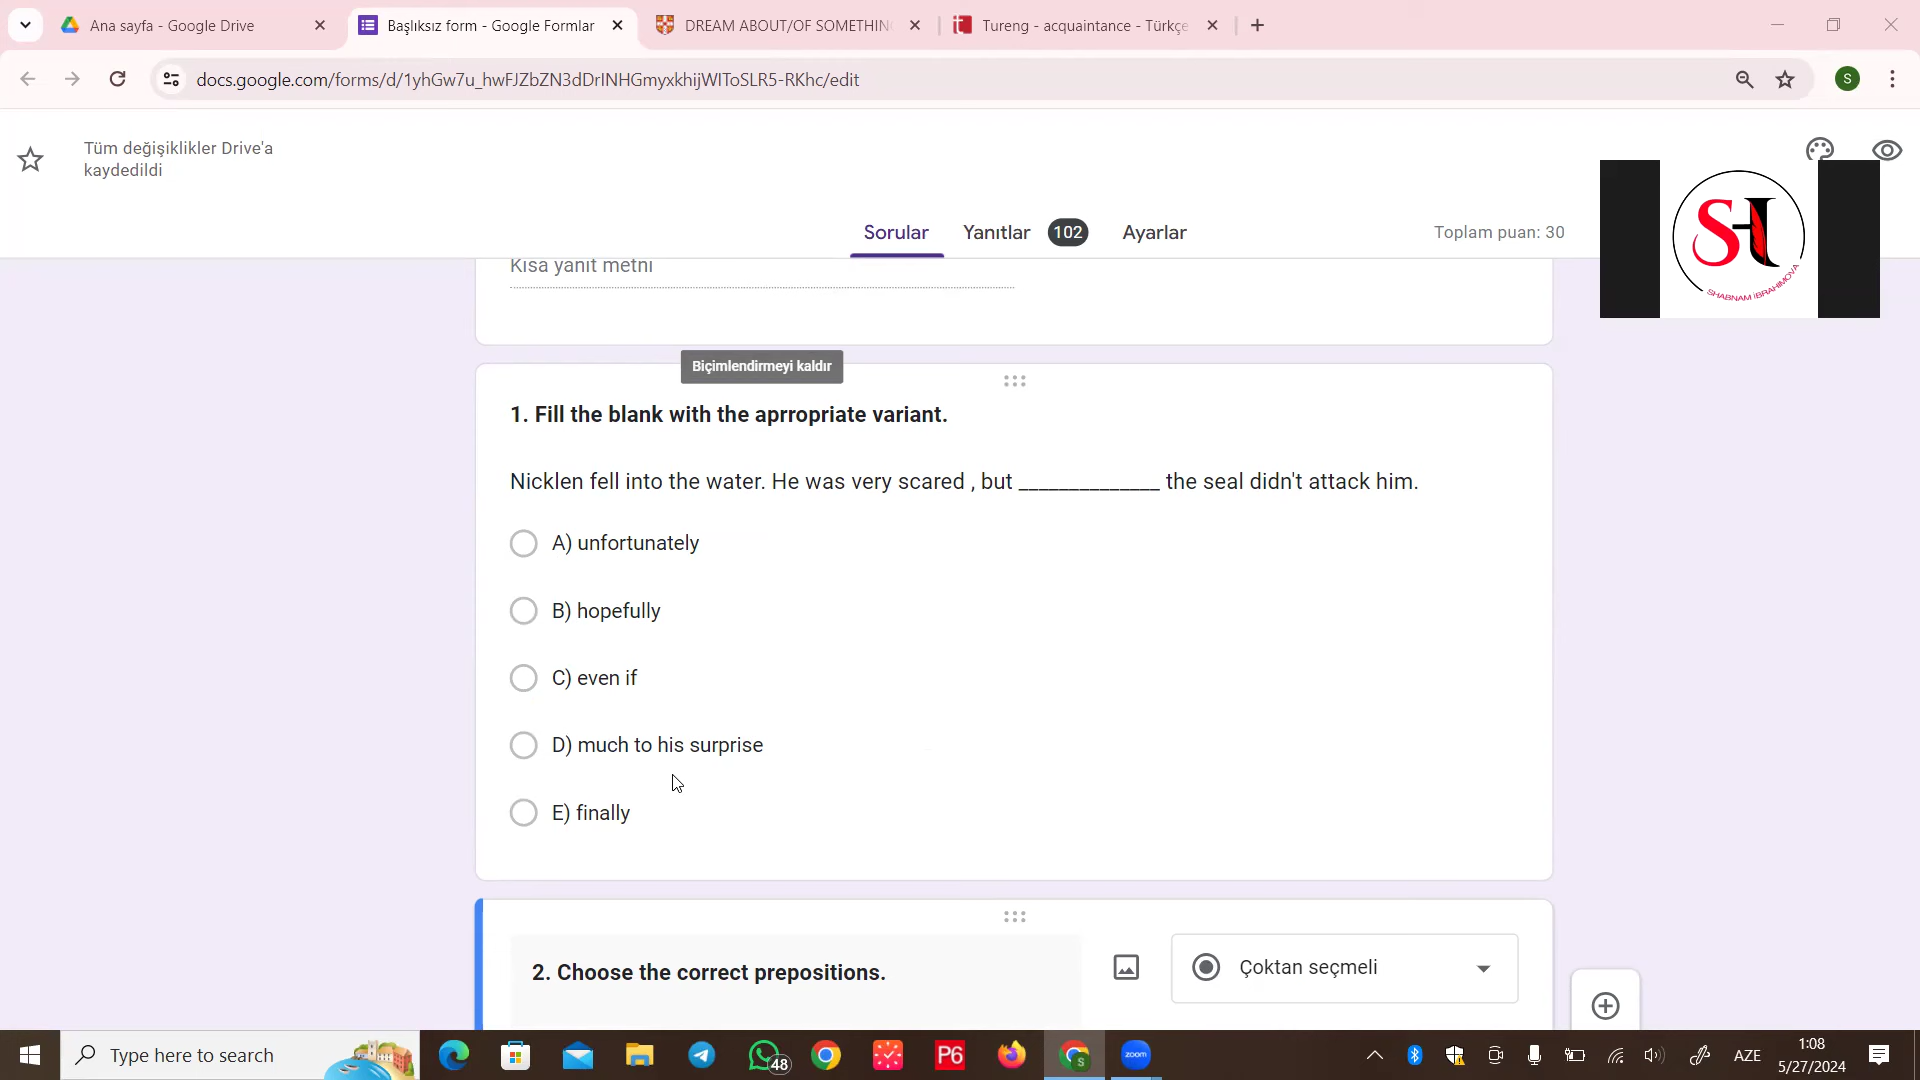 Ana sayfa - Google Drive
Başlıksız form - Google Formlar
DREAM ABOUT/OF SOMETHIN
Tureng - acquaintance - Türkçe
docs.google.com/forms/d/1yhGw7u_hwFJZbZN3dDrINHGmyxkhijWIToSLR5-RKhc/edit
S
Tüm değişiklikler Drive'a
kaydedildi
Sorular
Yanıtlar
102
Ayarlar
Toplam puan: 30
SHABNAM İBRAHIMOVA
Kısa yanıt metni
Biçimlendirmeyi kaldır
1. Fill the blank with the aprropriate variant.
Nicklen fell into the water. He was very scared , but ______________ the seal didn't attack him.
A) unfortunately
B) hopefully
C) even if
D) much to his surprise
E) finally
2. Choose the correct prepositions.
Çoktan seçmeli
Type here to search
48
P6
S
zoom
AZE
1:08
5/27/2024